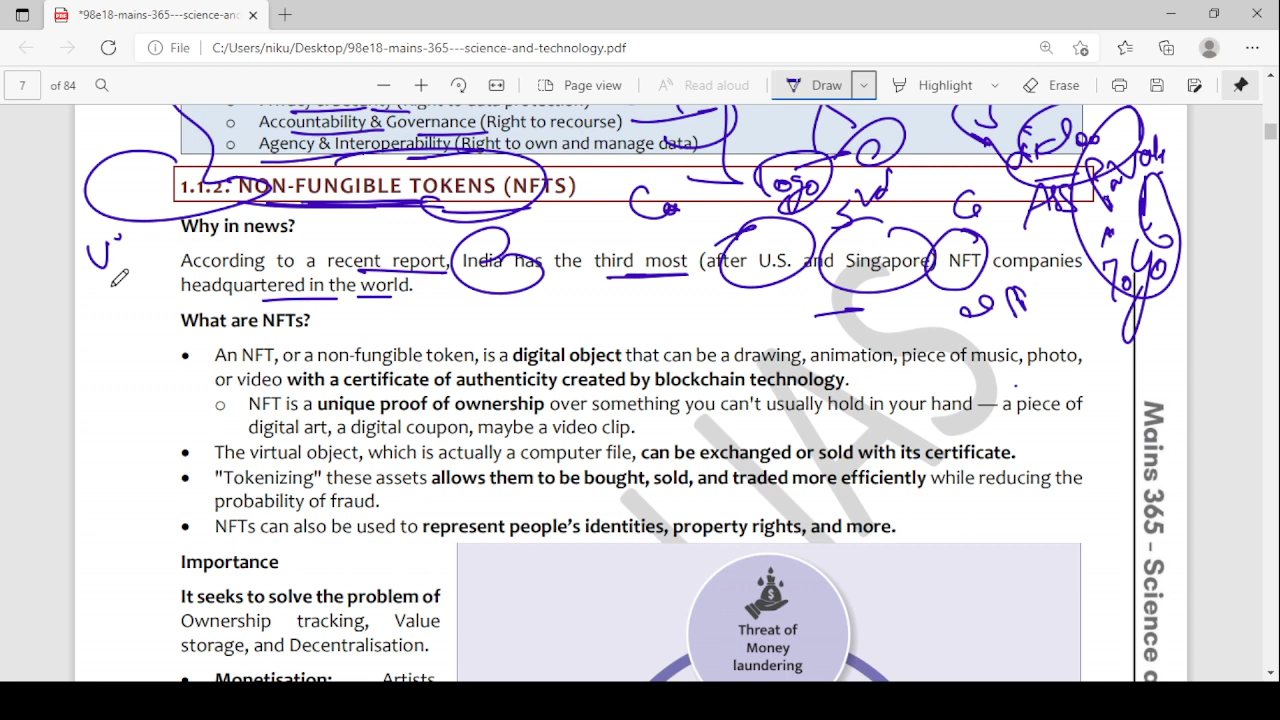 *98e18-mains-365---science-and
File
C:/Users/niku/Desktop/98e18-mains-365---science-and-technology.pdf
7 of 84
Page view
Read aloud
Draw
Highlight
Erase
o Accountability & Governance (Right to recourse)
o Agency & Interoperability (Right to own and manage data)
1.1.2. NON-FUNGIBLE TOKENS (NFTS)
Why in news?
According to a recent report, India has the third most (after U.S. and Singapore) NFT companies
headquartered in the world.
What are NFTs?
• An NFT, or a non-fungible token, is a digital object that can be a drawing, animation, piece of music, photo,
or video with a certificate of authenticity created by blockchain technology.
o NFT is a unique proof of ownership over something you can't usually hold in your hand — a piece of
digital art, a digital coupon, maybe a video clip.
• The virtual object, which is actually a computer file, can be exchanged or sold with its certificate.
• "Tokenizing" these assets allows them to be bought, sold, and traded more efficiently while reducing the
probability of fraud.
• NFTs can also be used to represent people's identities, property rights, and more.
Importance
It seeks to solve the problem of
Ownership tracking, Value
storage, and Decentralisation.
• Monetisation: Artists
Threat of
Money
laundering
Mains 365 - Science
logo